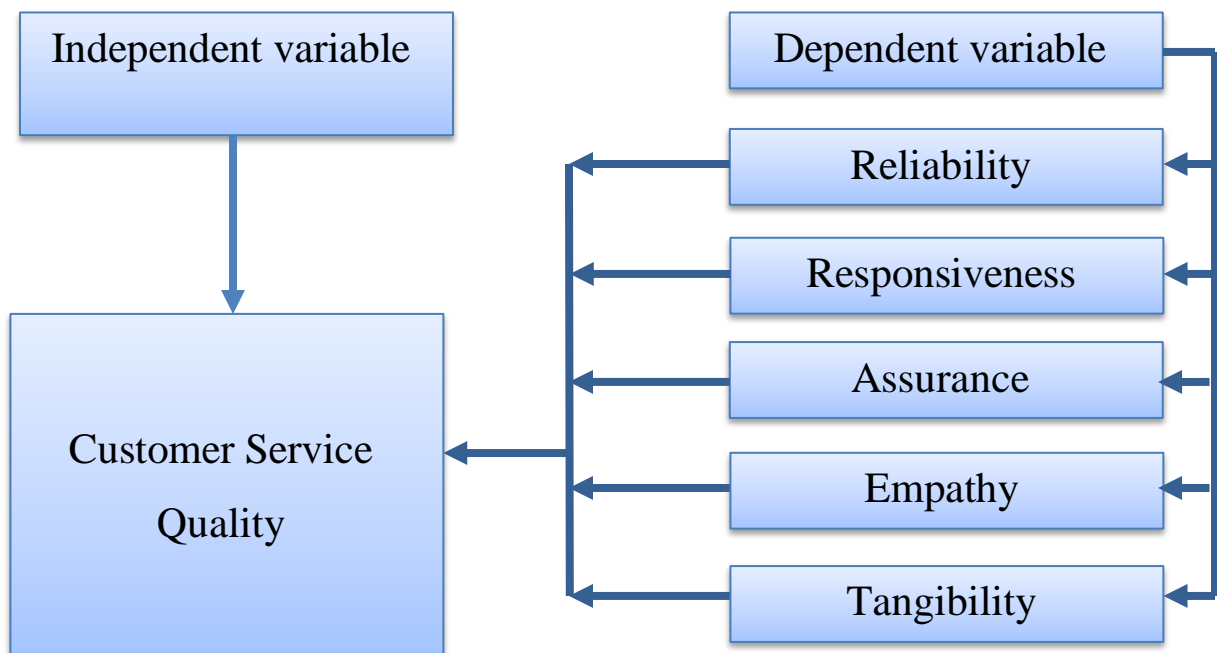 Independent variable
Dependent variable
Reliability
Responsiveness
Assurance
Customer Service
Quality
Empathy
Tangibility